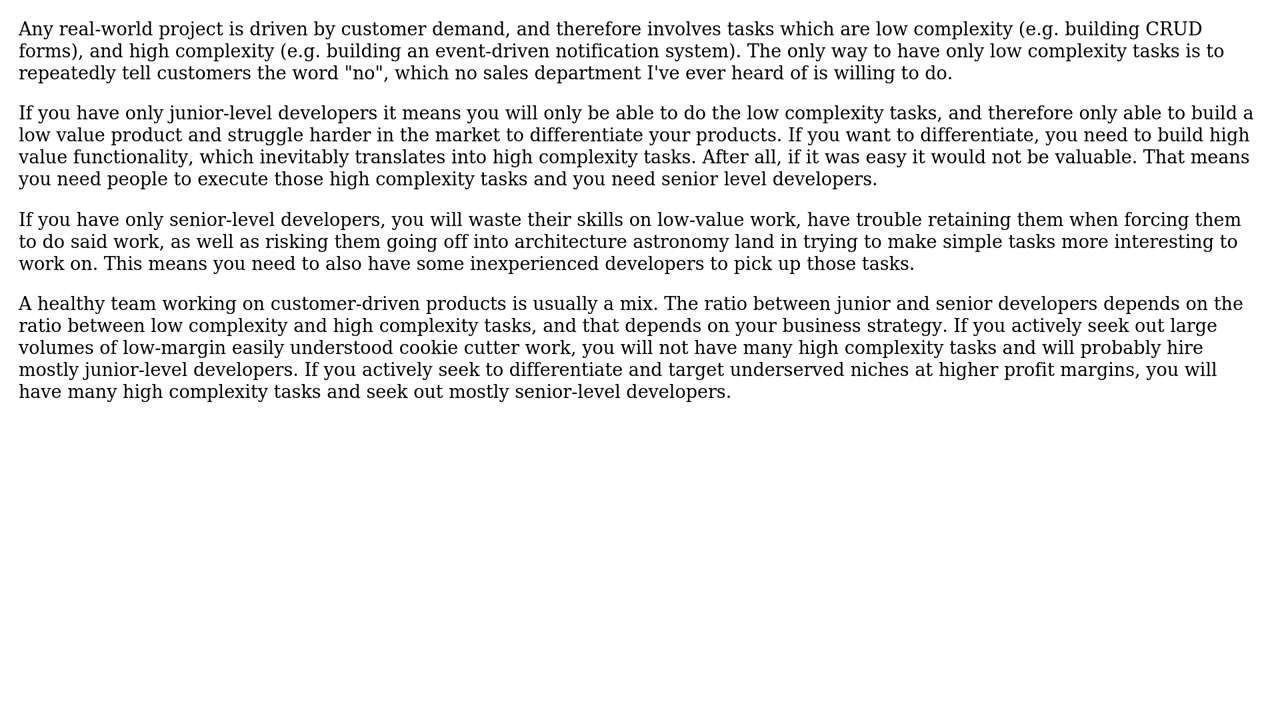 Any real-world project is driven by customer demand, and therefore involves tasks which are low complexity (e.g. building CRUD
forms), and high complexity (e.g. building an event-driven notification system). The only way to have only low complexity tasks is to
repeatedly tell customers the word "no", which no sales department I've ever heard of is willing to do.
If you have only junior-level developers it means you will only be able to do the low complexity tasks, and therefore only able to build a
low value product and struggle harder in the market to differentiate your products. If you want to differentiate, you need to build high
value functionality, which inevitably translates into high complexity tasks. After all, if it was easy it would not be valuable. That means
you need people to execute those high complexity tasks and you need senior level developers.
If you have only senior-level developers, you will waste their skills on low-value work, have trouble retaining them when forcing them
to do said work, as well as risking them going off into architecture astronomy land in trying to make simple tasks more interesting to
work on. This means you need to also have some inexperienced developers to pick up those tasks.
A healthy team working on customer-driven products is usually a mix. The ratio between junior and senior developers depends on the
ratio between low complexity and high complexity tasks, and that depends on your business strategy. If you actively seek out large
volumes of low-margin easily understood cookie cutter work, you will not have many high complexity tasks and will probably hire
mostly junior-level developers. If you actively seek to differentiate and target underserved niches at higher profit margins, you will
have many high complexity tasks and seek out mostly senior-level developers.